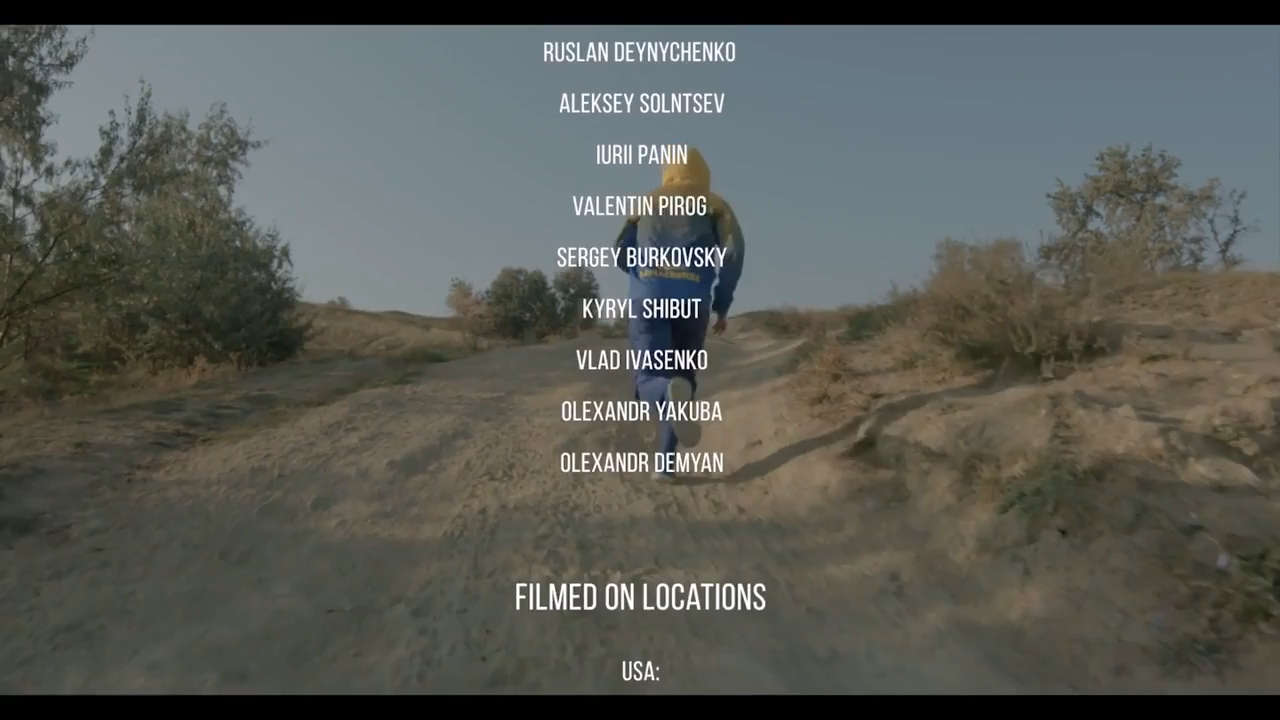 RUSLAN DEYNYCHENKO
ALEKSEY SOLNTSEV
IURII PANIN
VALENTIN PIROG
SERGEY BURKOVSKY
KYRYL SHIBUT
VLAD IVASENKO
OLEXANDR YAKUBA
OLEXANDR DEMYAN
FILMED ON LOCATIONS
USA: